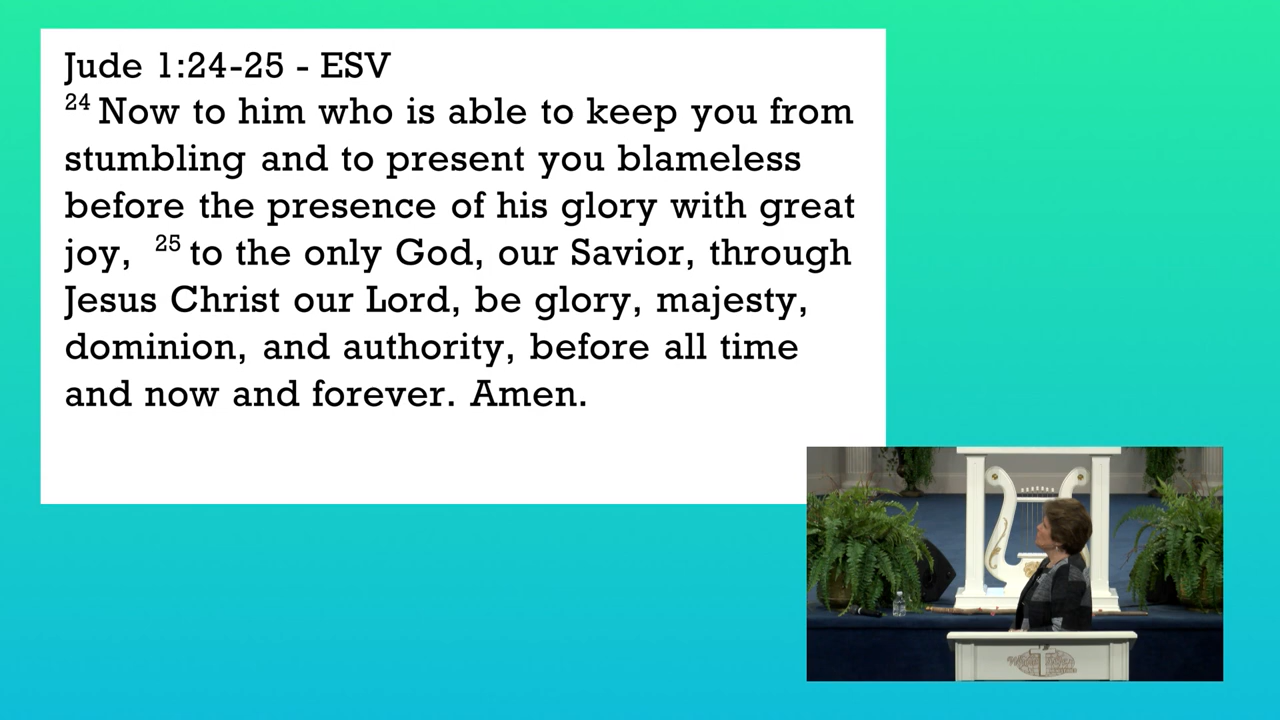 Jude 1:24-25 - ESV
24 Now to him who is able to keep you from
stumbling and to present you blameless
before the presence of his glory with great
joy, 25 to the only God, our Savior, through
Jesus Christ our Lord, be glory, majesty,
dominion, and authority, before all time
and now and forever. Amen.